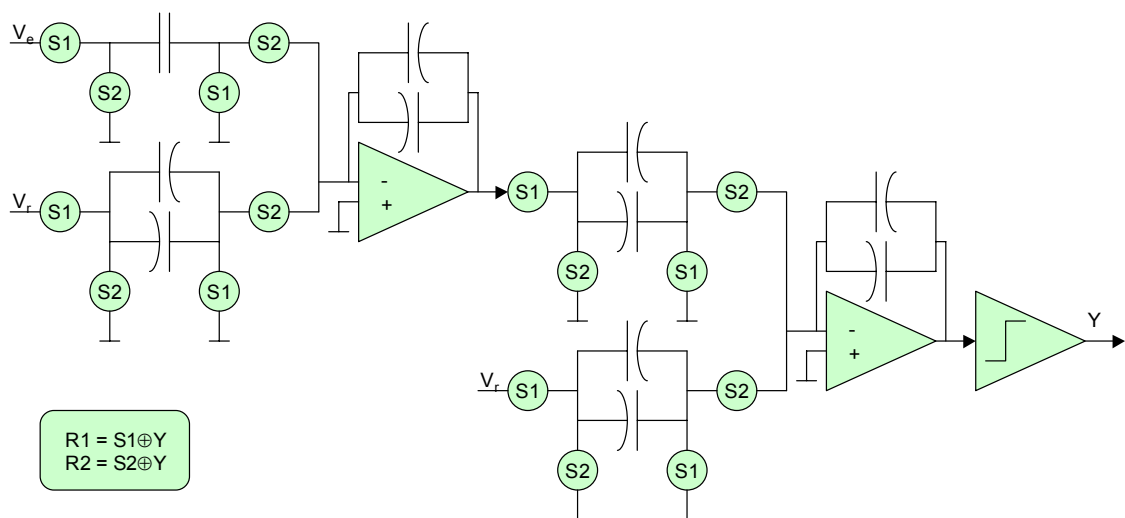 Ve
S1
S2
S2
S1
Vr
S1
S2
S2
S1
-
+
S1
S2
S2
S1
Vr
S1
S2
S2
S1
-
+
Y
R1 = S1⊕Y
R2 = S2⊕Y